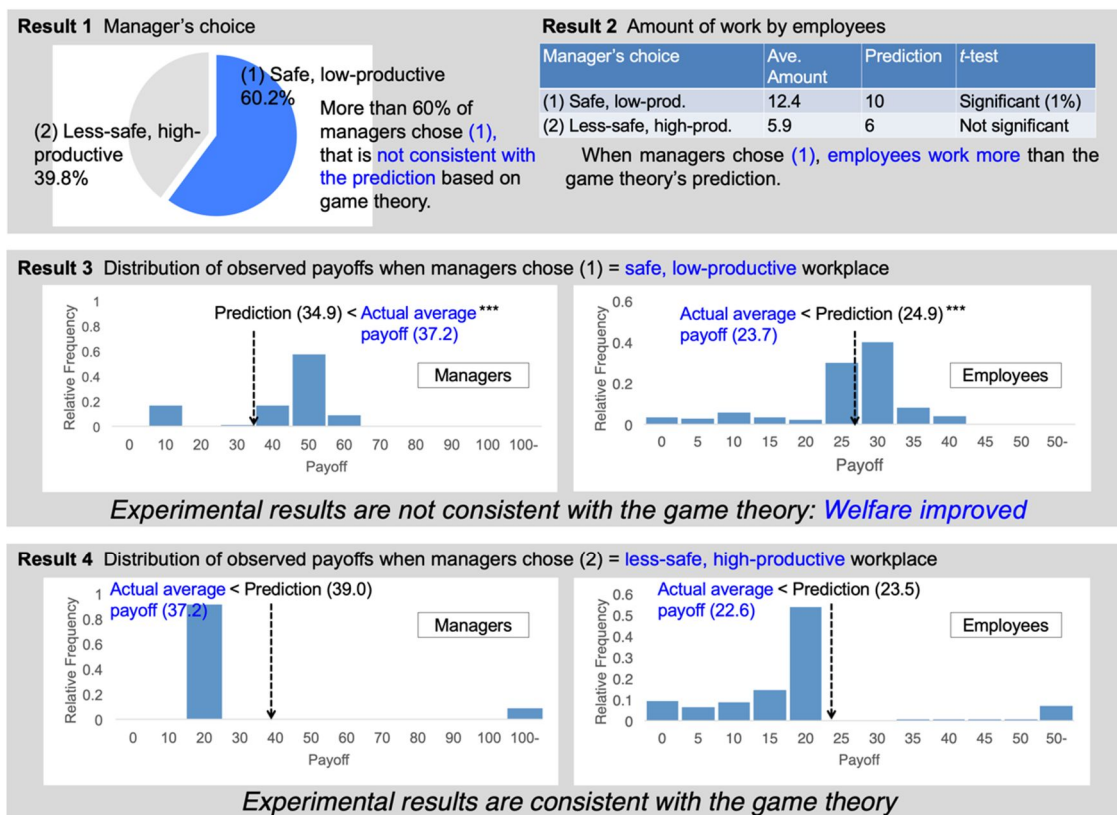 Result 1 Manager's choice
(1) Safe, low-productive
60.2%
(2) Less-safe, high-
productive
39.8%
More than 60% of
managers chose (1),
that is not consistent with
the prediction based on
game theory.
Result 2 Amount of work by employees
Manager's choice Ave. Amount Prediction t-test
(1) Safe, low-prod. 12.4 10 Significant (1%)
(2) Less-safe, high-prod. 5.9 6 Not significant
When managers chose (1), employees work more than the
game theory's prediction.
Result 3 Distribution of observed payoffs when managers chose (1) = safe, low-productive workplace
Prediction (34.9) < Actual average ***
payoff (37.2)
Managers
Relative Frequency
1
0.8
0.6
0.4
0.2
0
0 10 30 40 50 60 70 80 90 100 100-
Payoff
Actual average < Prediction (24.9) ***
payoff (23.7)
Employees
Relative Frequency
0.6
0.4
0.2
0
0 5 10 15 20 25 30 35 40 45 50 50-
Payoff
Experimental results are not consistent with the game theory: Welfare improved
Result 4 Distribution of observed payoffs when managers chose (2) = less-safe, high-productive workplace
Actual average < Prediction (39.0)
payoff (37.2)
Managers
Relative Frequency
1
0.8
0.6
0.4
0.2
0
0 10 20 30 40 50 60 70 80 90 100 100-
Payoff
Actual average < Prediction (23.5)
payoff (22.6)
Employees
Relative Frequency
0.6
0.5
0.4
0.3
0.2
0.1
0
0 5 10 15 20 25 30 35 40 45 50 50-
Payoff
Experimental results are consistent with the game theory